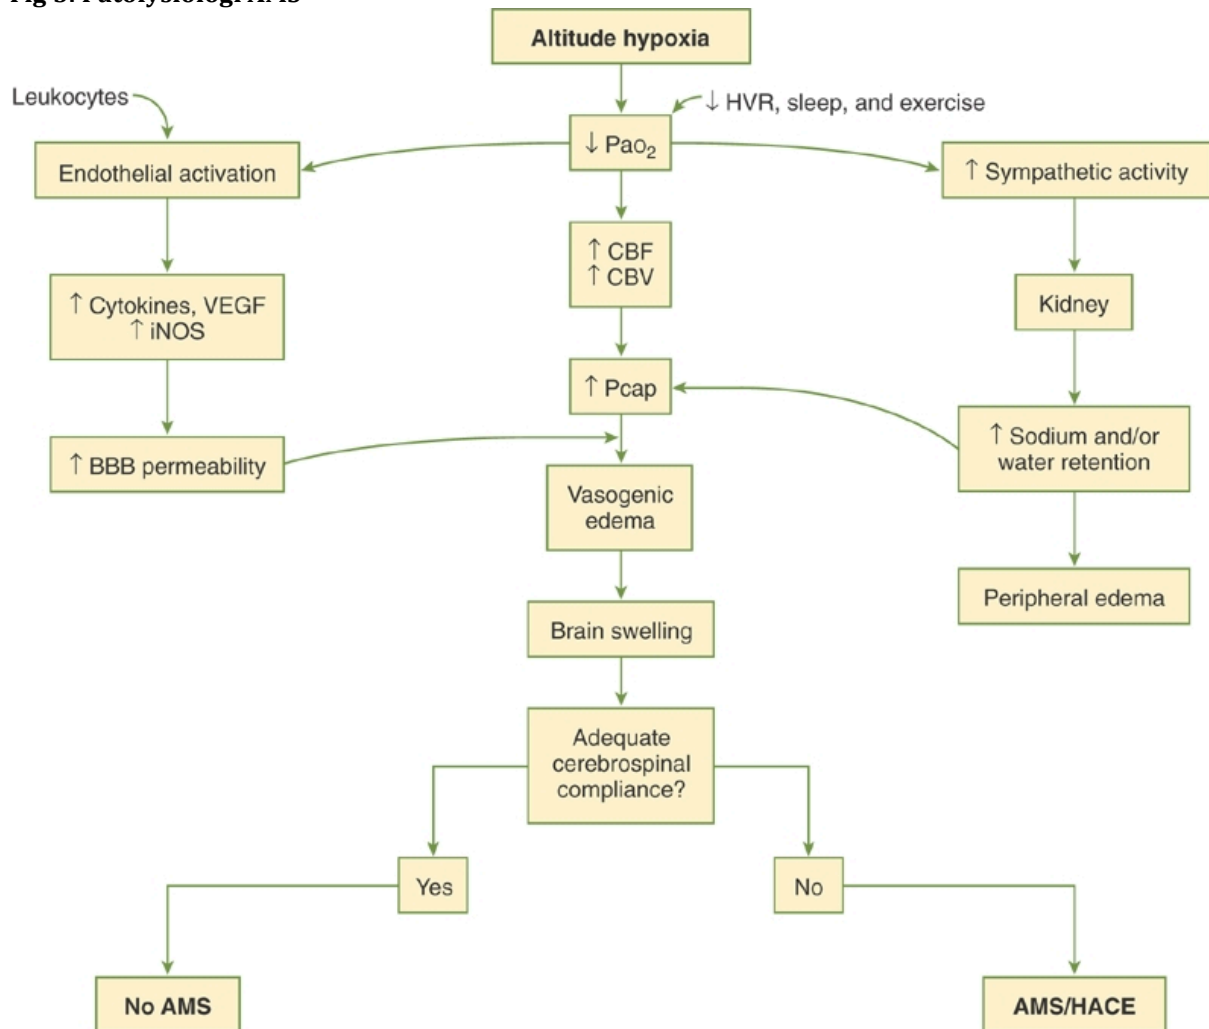 Altitude hypoxia
Leukocytes
↓ HVR, sleep, and exercise
↓ PaO₂
Endothelial activation
↑ Sympathetic activity
↑ CBF
↑ CBV
↑ Cytokines, VEGF
↑ iNOS
Kidney
↑ Pcap
↑ BBB permeability
↑ Sodium and/or
water retention
Vasogenic
edema
Peripheral edema
Brain swelling
Adequate
cerebrospinal
compliance?
Yes
No
No AMS
AMS/HACE